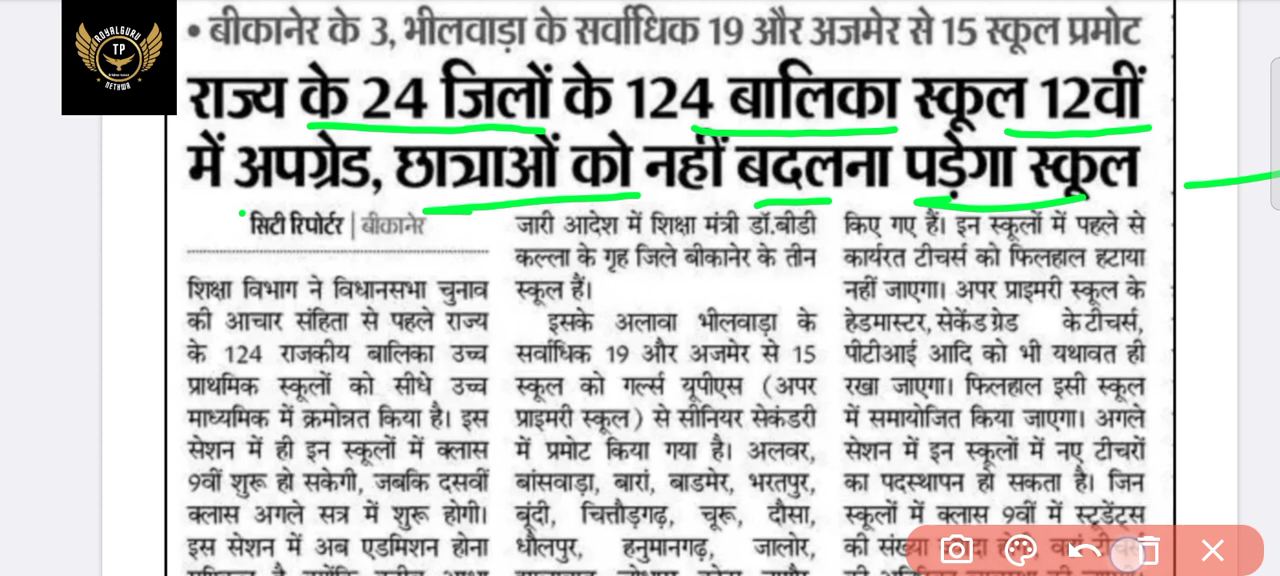 ROYALGURU
TP
NETWR
• बीकानेर के 3, भीलवाड़ा के सर्वाधिक 19 और अजमेर से 15 स्कूल प्रमोट
राज्य के 24 जिलों के 124 बालिका स्कूल 12वीं
में अपग्रेड, छात्राओं को नहीं बदलना पड़ेगा स्कूल
सिटी रिपोर्टर | बीकानेर
शिक्षा विभाग ने विधानसभा चुनाव
की आचार संहिता से पहले राज्य
के 124 राजकीय बालिका उच्च
प्राथमिक स्कूलों को सीधे उच्च
माध्यमिक में क्रमोन्नत किया है। इस
सेशन में ही इन स्कूलों में क्लास
9वीं शुरू हो सकेगी, जबकि दसवीं
क्लास अगले सत्र में शुरू होगी।
इस सेशन में अब एडमिशन होना
जारी आदेश में शिक्षा मंत्री डॉ.बीडी
कल्ला के गृह जिले बीकानेर के तीन
स्कूल हैं।
इसके अलावा भीलवाड़ा के
सर्वाधिक 19 और अजमेर से 15
स्कूल को गर्ल्स यूपीएस (अपर
प्राइमरी स्कूल) से सीनियर सेकंडरी
में प्रमोट किया गया है। अलवर,
बांसवाड़ा, बारां, बाडमेर, भरतपुर,
बूंदी, चित्तौड़गढ़, चूरू, दौसा,
धौलपुर, हनुमानगढ़, जालोर,
किए गए हैं। इन स्कूलों में पहले से
कार्यरत टीचर्स को फिलहाल हटाया
नहीं जाएगा। अपर प्राइमरी स्कूल के
हेडमास्टर, सेकेंड ग्रेड के टीचर्स,
पीटीआई आदि को भी यथावत ही
रखा जाएगा। फिलहाल इसी स्कूल
में समायोजित किया जाएगा। अगले
सेशन में इन स्कूलों में नए टीचरों
का पदस्थापन हो सकता है। जिन
स्कूलों में क्लास 9वीं में स्टूडेंट्स
की संख्या